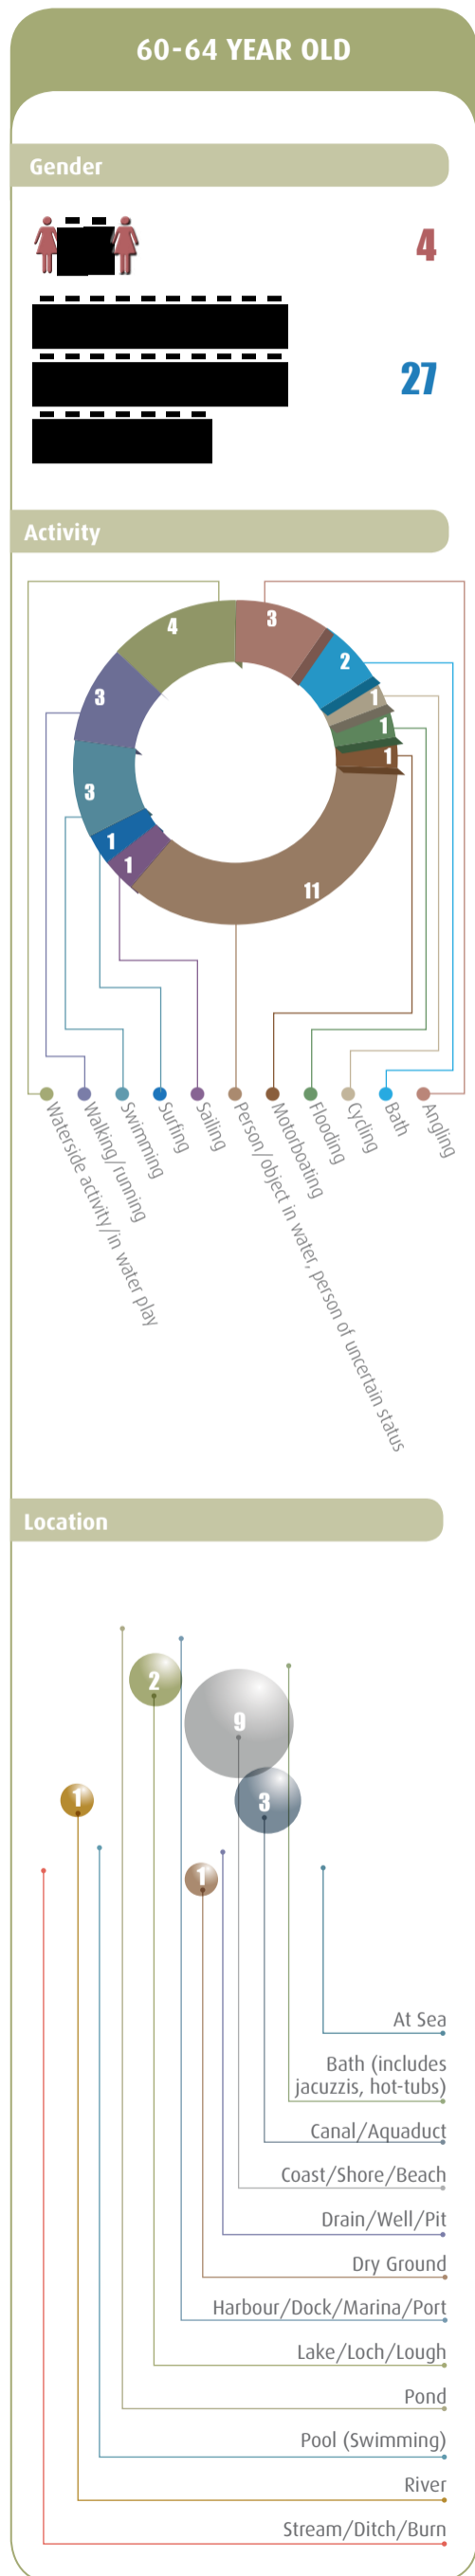 60-64 YEAR OLD
Gender
4
27
Activity
4
3
2
3
1
1
1
3
1
1
11
Waterside activity/in water play
Walking/running
Swimming
Surfing
Sailing
Person/object in water, person of uncertain status
Motorboating
Flooding
Cycling
Bath
Angling
Location
2
9
1
3
1
At Sea
Bath (includes
jacuzzis, hot-tubs)
Canal/Aquaduct
Coast/Shore/Beach
Drain/Well/Pit
Dry Ground
Harbour/Dock/Marina/Port
Lake/Loch/Lough
Pond
Pool (Swimming)
River
Stream/Ditch/Burn